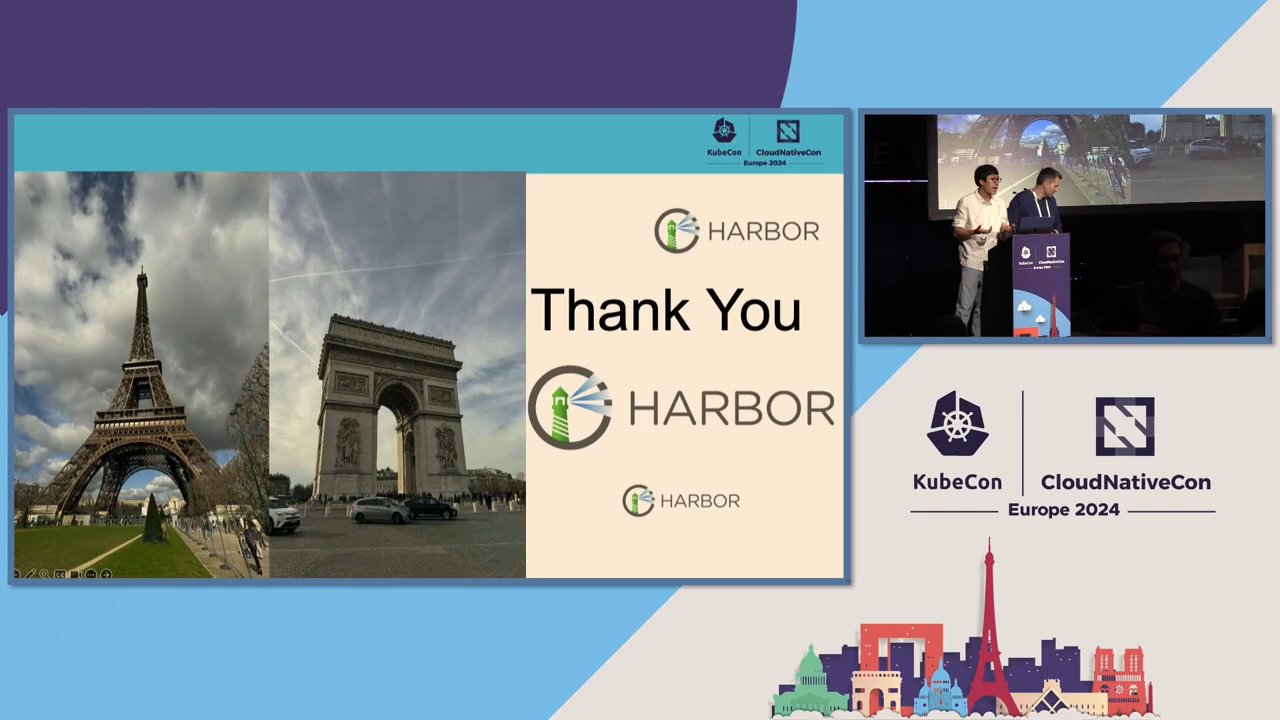 KubeCon
CloudNativeCon
Europe 2024
HARBOR
Thank You
HARBOR
HARBOR
KubeCon
CloudNativeCon
Europe 2024